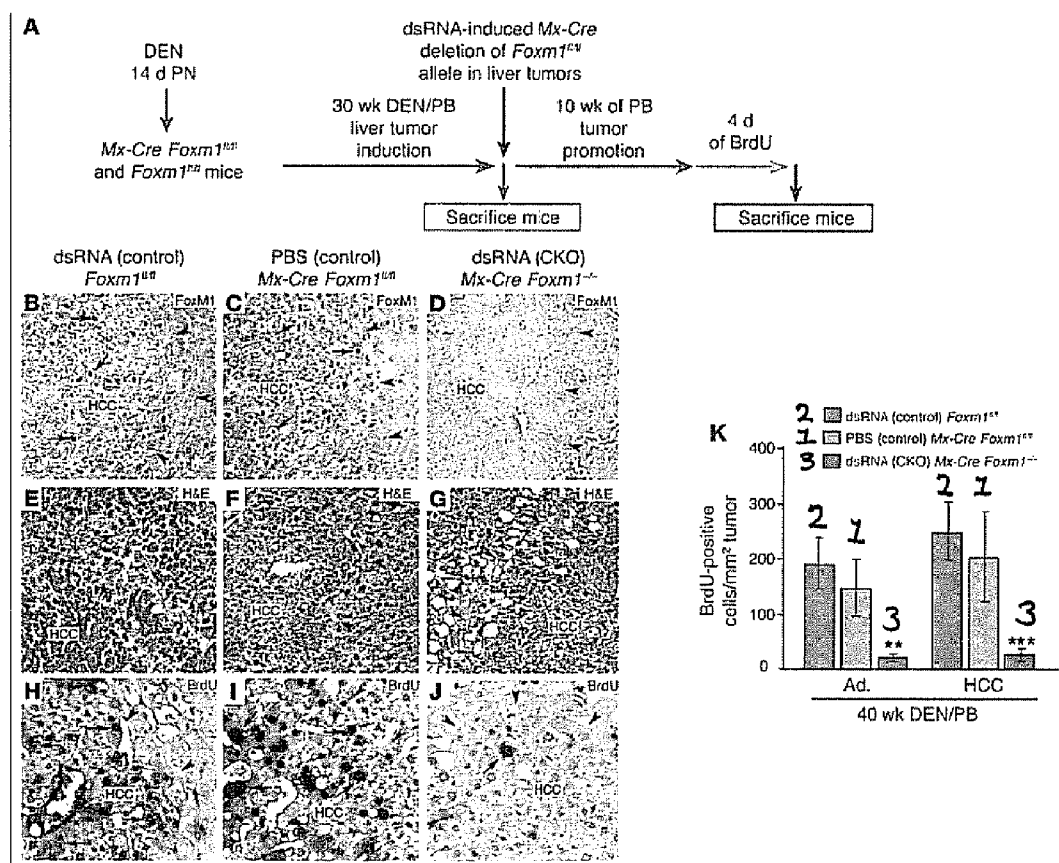 A
DEN
14 d PN
Mx-Cre Foxm1fl/fl
and Foxm1fl/fl mice
30 wk DEN/PB
liver tumor
induction
dsRNA-induced Mx-Cre
deletion of Foxm1fl/fl
allele in liver tumors
10 wk of PB
tumor
promotion
4 d
of BrdU
Sacrifice mice
Sacrifice mice
dsRNA (control)
Foxm1fl/fl
PBS (control)
Mx-Cre Foxm1fl/fl
dsRNA (CKO)
Mx-Cre Foxm1−/−
B FoxM1
HCC
C FoxM1
HCC
D FoxM1
HCC
E H&E
HCC
F H&E
HCC
G H&E
HCC
H BrdU
HCC
I BrdU
HCC
J BrdU
HCC
K
2 dsRNA (control) Foxm1fl/fl
1 PBS (control) Mx-Cre Foxm1fl/fl
3 dsRNA (CKO) Mx-Cre Foxm1−/−
BrdU-positive
cells/mm2 tumor
400
300
200
100
0
2 1 3
**
2 1 3
***
Ad. HCC
40 wk DEN/PB